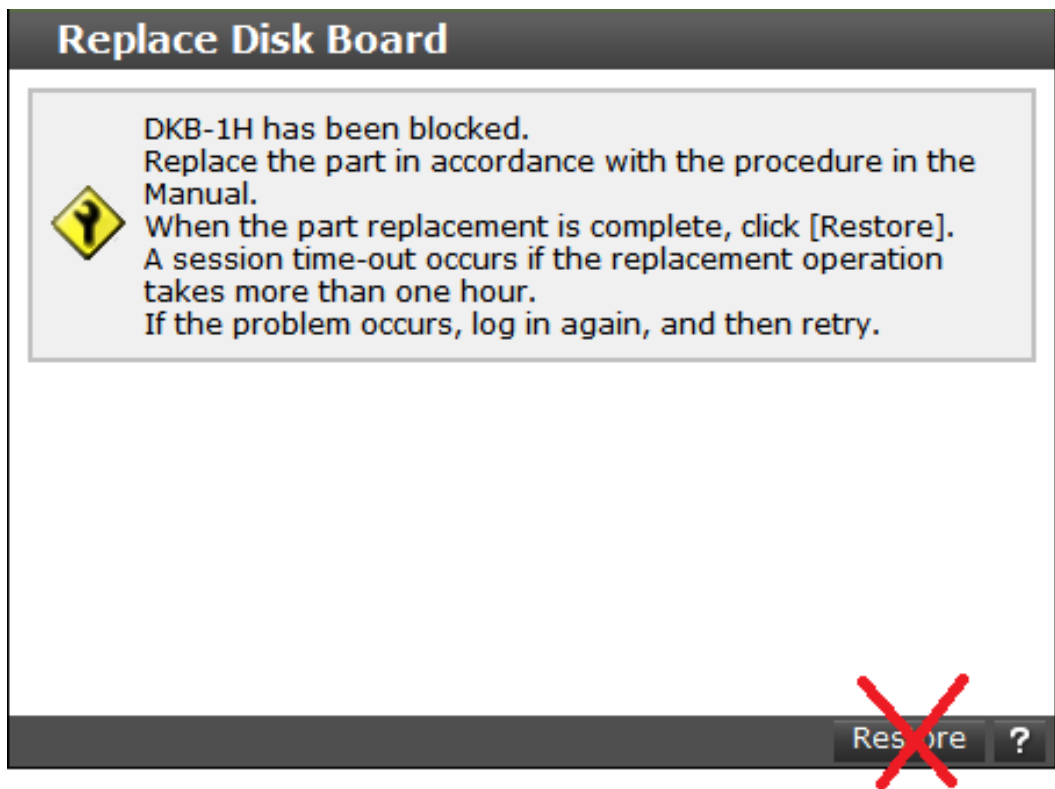 Replace Disk Board
DKB-1H has been blocked.
Replace the part in accordance with the procedure in the
Manual.
When the part replacement is complete, click [Restore].
A session time-out occurs if the replacement operation
takes more than one hour.
If the problem occurs, log in again, and then retry.
Restore ?